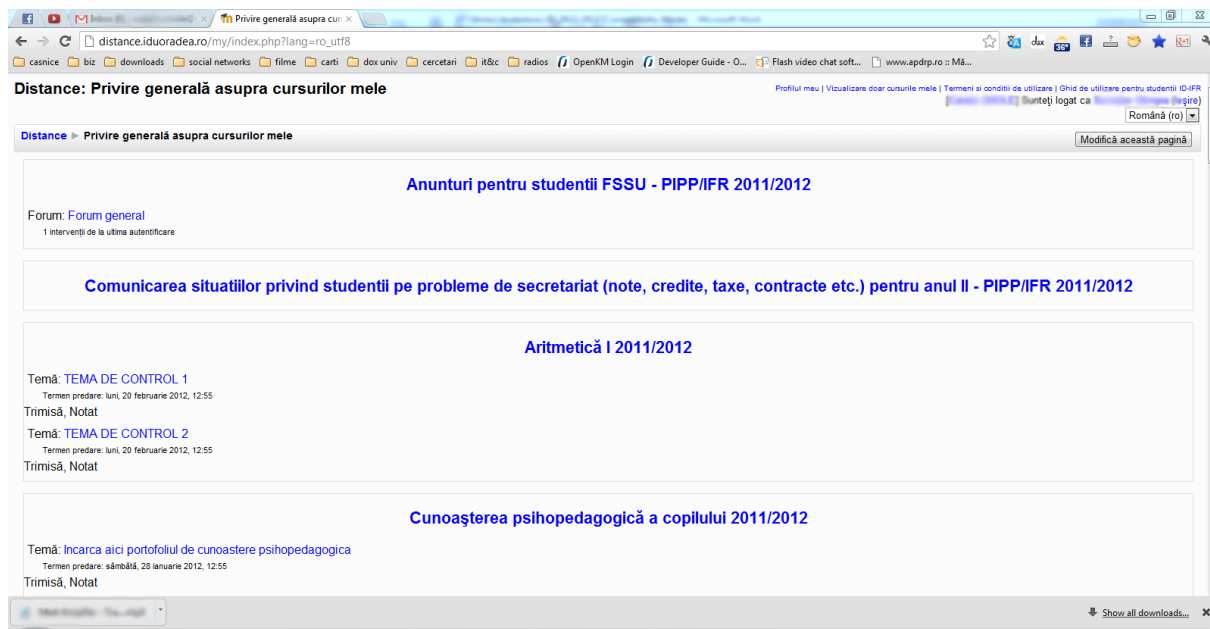 Inbox
Privire generală asupra cur
distance.iduoradea.ro/my/index.php?lang=ro_utf8
36°
casnice biz downloads social networks filme carti dox univ cercetari it&c radios OpenKM Login Developer Guide - O... Flash video chat soft... www.apdrp.ro :: Mă...
Distance: Privire generală asupra cursurilor mele
Profilul meu | Vizualizare doar cursurile mele | Termeni si conditii de utilizare | Ghid de utilizare pentru studentii ID-IFR
Sunteţi logat ca (Ieşire)
Română (ro)
Distance ► Privire generală asupra cursurilor mele
Modifică această pagină
Anunturi pentru studentii FSSU - PIPP/IFR 2011/2012
Forum: Forum general
1 intervenţii de la ultima autentificare
Comunicarea situatiilor privind studentii pe probleme de secretariat (note, credite, taxe, contracte etc.) pentru anul II - PIPP/IFR 2011/2012
Aritmetică I 2011/2012
Temă: TEMA DE CONTROL 1
Termen predare: luni, 20 februarie 2012, 12:55
Trimisă, Notat
Temă: TEMA DE CONTROL 2
Termen predare: luni, 20 februarie 2012, 12:55
Trimisă, Notat
Cunoaşterea psihopedagogică a copilului 2011/2012
Temă: Incarca aici portofoliul de cunoastere psihopedagogica
Termen predare: sâmbătă, 28 ianuarie 2012, 12:55
Trimisă, Notat
Show all downloads...